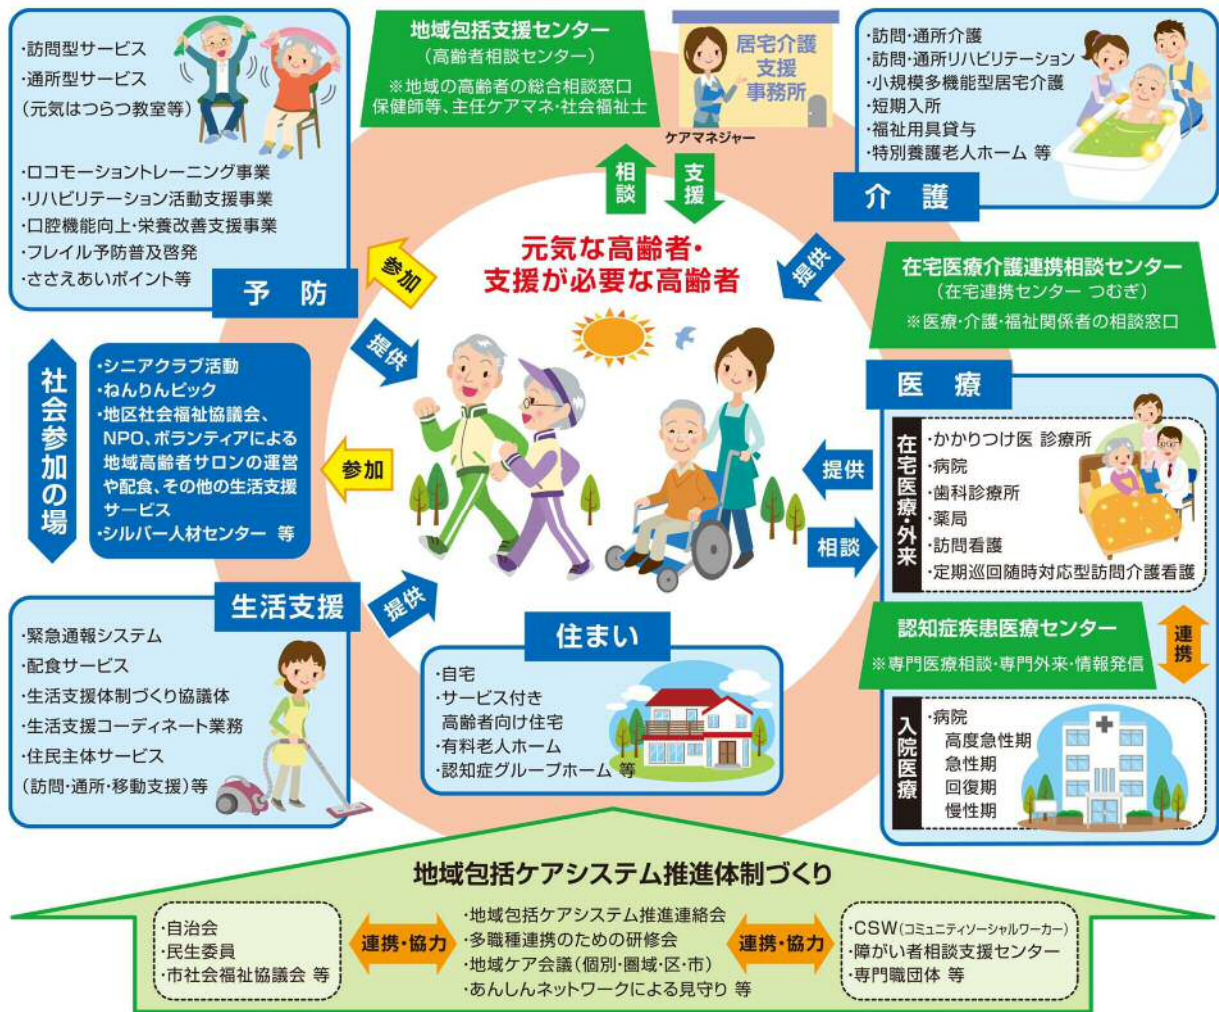 ・訪問型サービス
・通所型サービス
(元気はつらつ教室等)
・ロコモーショントレーニング事業
・リハビリテーション活動支援事業
・口腔機能向上・栄養改善支援事業
・フレイル予防普及啓発
・ささえあいポイント等
予 防
地域包括支援センター
(高齢者相談センター)
※地域の高齢者の総合相談窓口
保健師等、主任ケアマネ・社会福祉士
居宅介護
支援
事務所
ケアマネジャー
相談
支援
・訪問・通所介護
・訪問・通所リハビリテーション
・小規模多機能型居宅介護
・短期入所
・福祉用具貸与
・特別養護老人ホーム 等
介 護
元気な高齢者・
支援が必要な高齢者
参加
提供
提供
在宅医療介護連携相談センター
(在宅連携センター つむぎ)
※医療・介護・福祉関係者の相談窓口
社会参加の場
・シニアクラブ活動
・ねんりんピック
・地区社会福祉協議会、
NPO、ボランティアによる
地域高齢者サロンの運営
や配食、その他の生活支援
サービス
・シルバー人材センター 等
参加
提供
相談
医 療
在宅医療・外来
・かかりつけ医 診療所
・病院
・歯科診療所
・薬局
・訪問看護
・定期巡回随時対応型訪問介護看護
認知症疾患医療センター
※専門医療相談・専門外来・情報発信
連携
入院医療
・病院
高度急性期
急性期
回復期
慢性期
生活支援
提供
・緊急通報システム
・配食サービス
・生活支援体制づくり協議体
・生活支援コーディネート業務
・住民主体サービス
(訪問・通所・移動支援)等
住まい
・自宅
・サービス付き
高齢者向け住宅
・有料老人ホーム
・認知症グループホーム 等
地域包括ケアシステム推進体制づくり
・自治会
・民生委員
・市社会福祉協議会 等
連携・協力
・地域包括ケアシステム推進連絡会
・多職種連携のための研修会
・地域ケア会議(個別・圏域・区・市)
・あんしんネットワークによる見守り 等
連携・協力
・CSW(コミュニティソーシャルワーカー)
・障がい者相談支援センター
・専門職団体 等